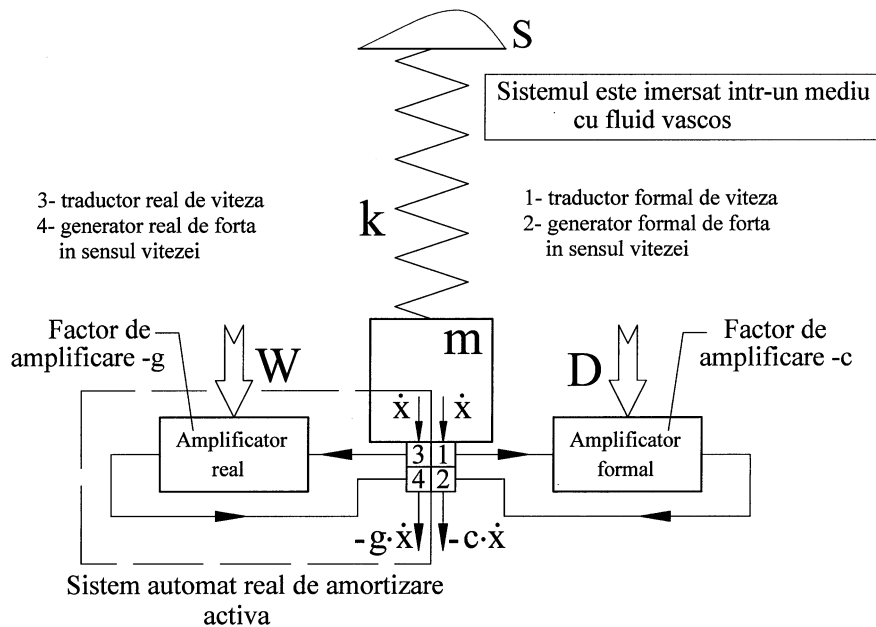 S
Sistemul este imersat intr-un mediu
cu fluid vascos
3- traductor real de viteza
4- generator real de forta
in sensul vitezei
k
1- traductor formal de viteza
2- generator formal de forta
in sensul vitezei
Factor de
amplificare -g
W
m
D
Factor de
amplificare -c
ẋ ẋ
Amplificator
real
3 1
4 2
Amplificator
formal
-g·ẋ -c·ẋ
Sistem automat real de amortizare
activa